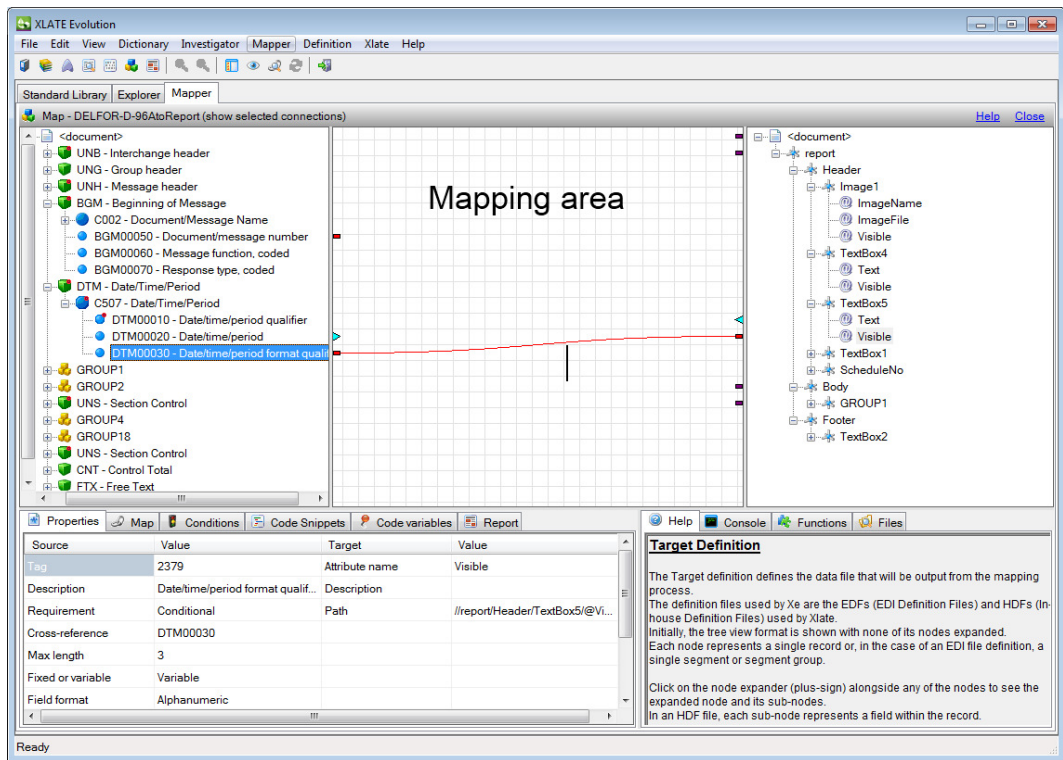 XLATE Evolution
File Edit View Dictionary Investigator Mapper Definition Xlate Help
Standard Library Explorer Mapper
Map - DELFOR-D-96AtoReport (show selected connections) Help Close
<document>
UNB - Interchange header
UNG - Group header
UNH - Message header
BGM - Beginning of Message
C002 - Document/Message Name
BGM00050 - Document/message number
BGM00060 - Message function, coded
BGM00070 - Response type, coded
DTM - Date/Time/Period
C507 - Date/Time/Period
DTM00010 - Date/time/period qualifier
DTM00020 - Date/time/period
DTM00030 - Date/time/period format quali
GROUP1
GROUP2
UNS - Section Control
GROUP4
GROUP18
UNS - Section Control
CNT - Control Total
FTX - Free Text
Mapping area
<document>
report
Header
Image1
ImageName
ImageFile
Visible
TextBox4
Text
Visible
TextBox5
Text
Visible
TextBox1
ScheduleNo
Body
GROUP1
Footer
TextBox2
Properties Map Conditions Code Snippets Code variables Report
Source Value Target Value
Tag 2379 Attribute name Visible
Description Date/time/period format qualif... Description
Requirement Conditional Path //report/Header/TextBox5/@Vi...
Cross-reference DTM00030
Max length 3
Fixed or variable Variable
Field format Alphanumeric
Help Console Functions Files
Target Definition
The Target definition defines the data file that will be output from the mapping
process.
The definition files used by Xe are the EDFs (EDI Definition Files) and HDFs (In-
house Definition Files) used by Xlate.
Initially, the tree view format is shown with none of its nodes expanded.
Each node represents a single record or, in the case of an EDI file definition, a
single segment or segment group.
Click on the node expander (plus-sign) alongside any of the nodes to see the
expanded node and its sub-nodes.
In an HDF file, each sub-node represents a field within the record.
Ready